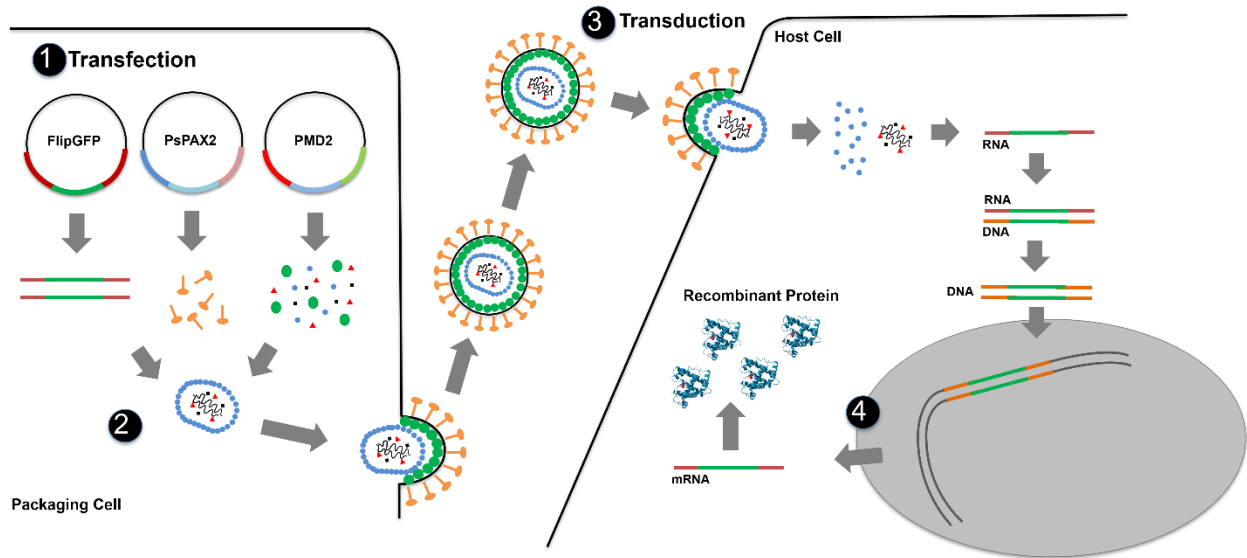 1 Transfection
FlipGFP
PsPAX2
PMD2
2
Packaging Cell
3 Transduction
Host Cell
RNA
RNA
DNA
DNA
4
mRNA
Recombinant Protein